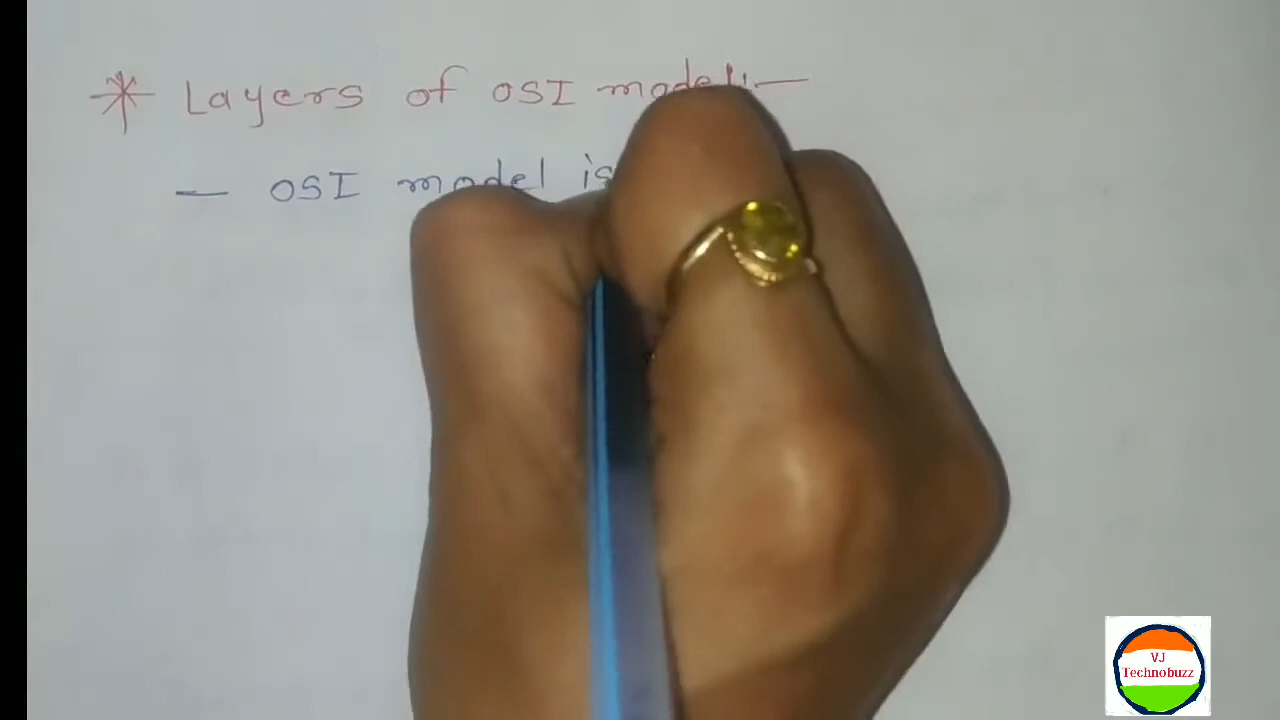 * Layers of OSI model:-
- OSI model is
VJ
Technobuzz